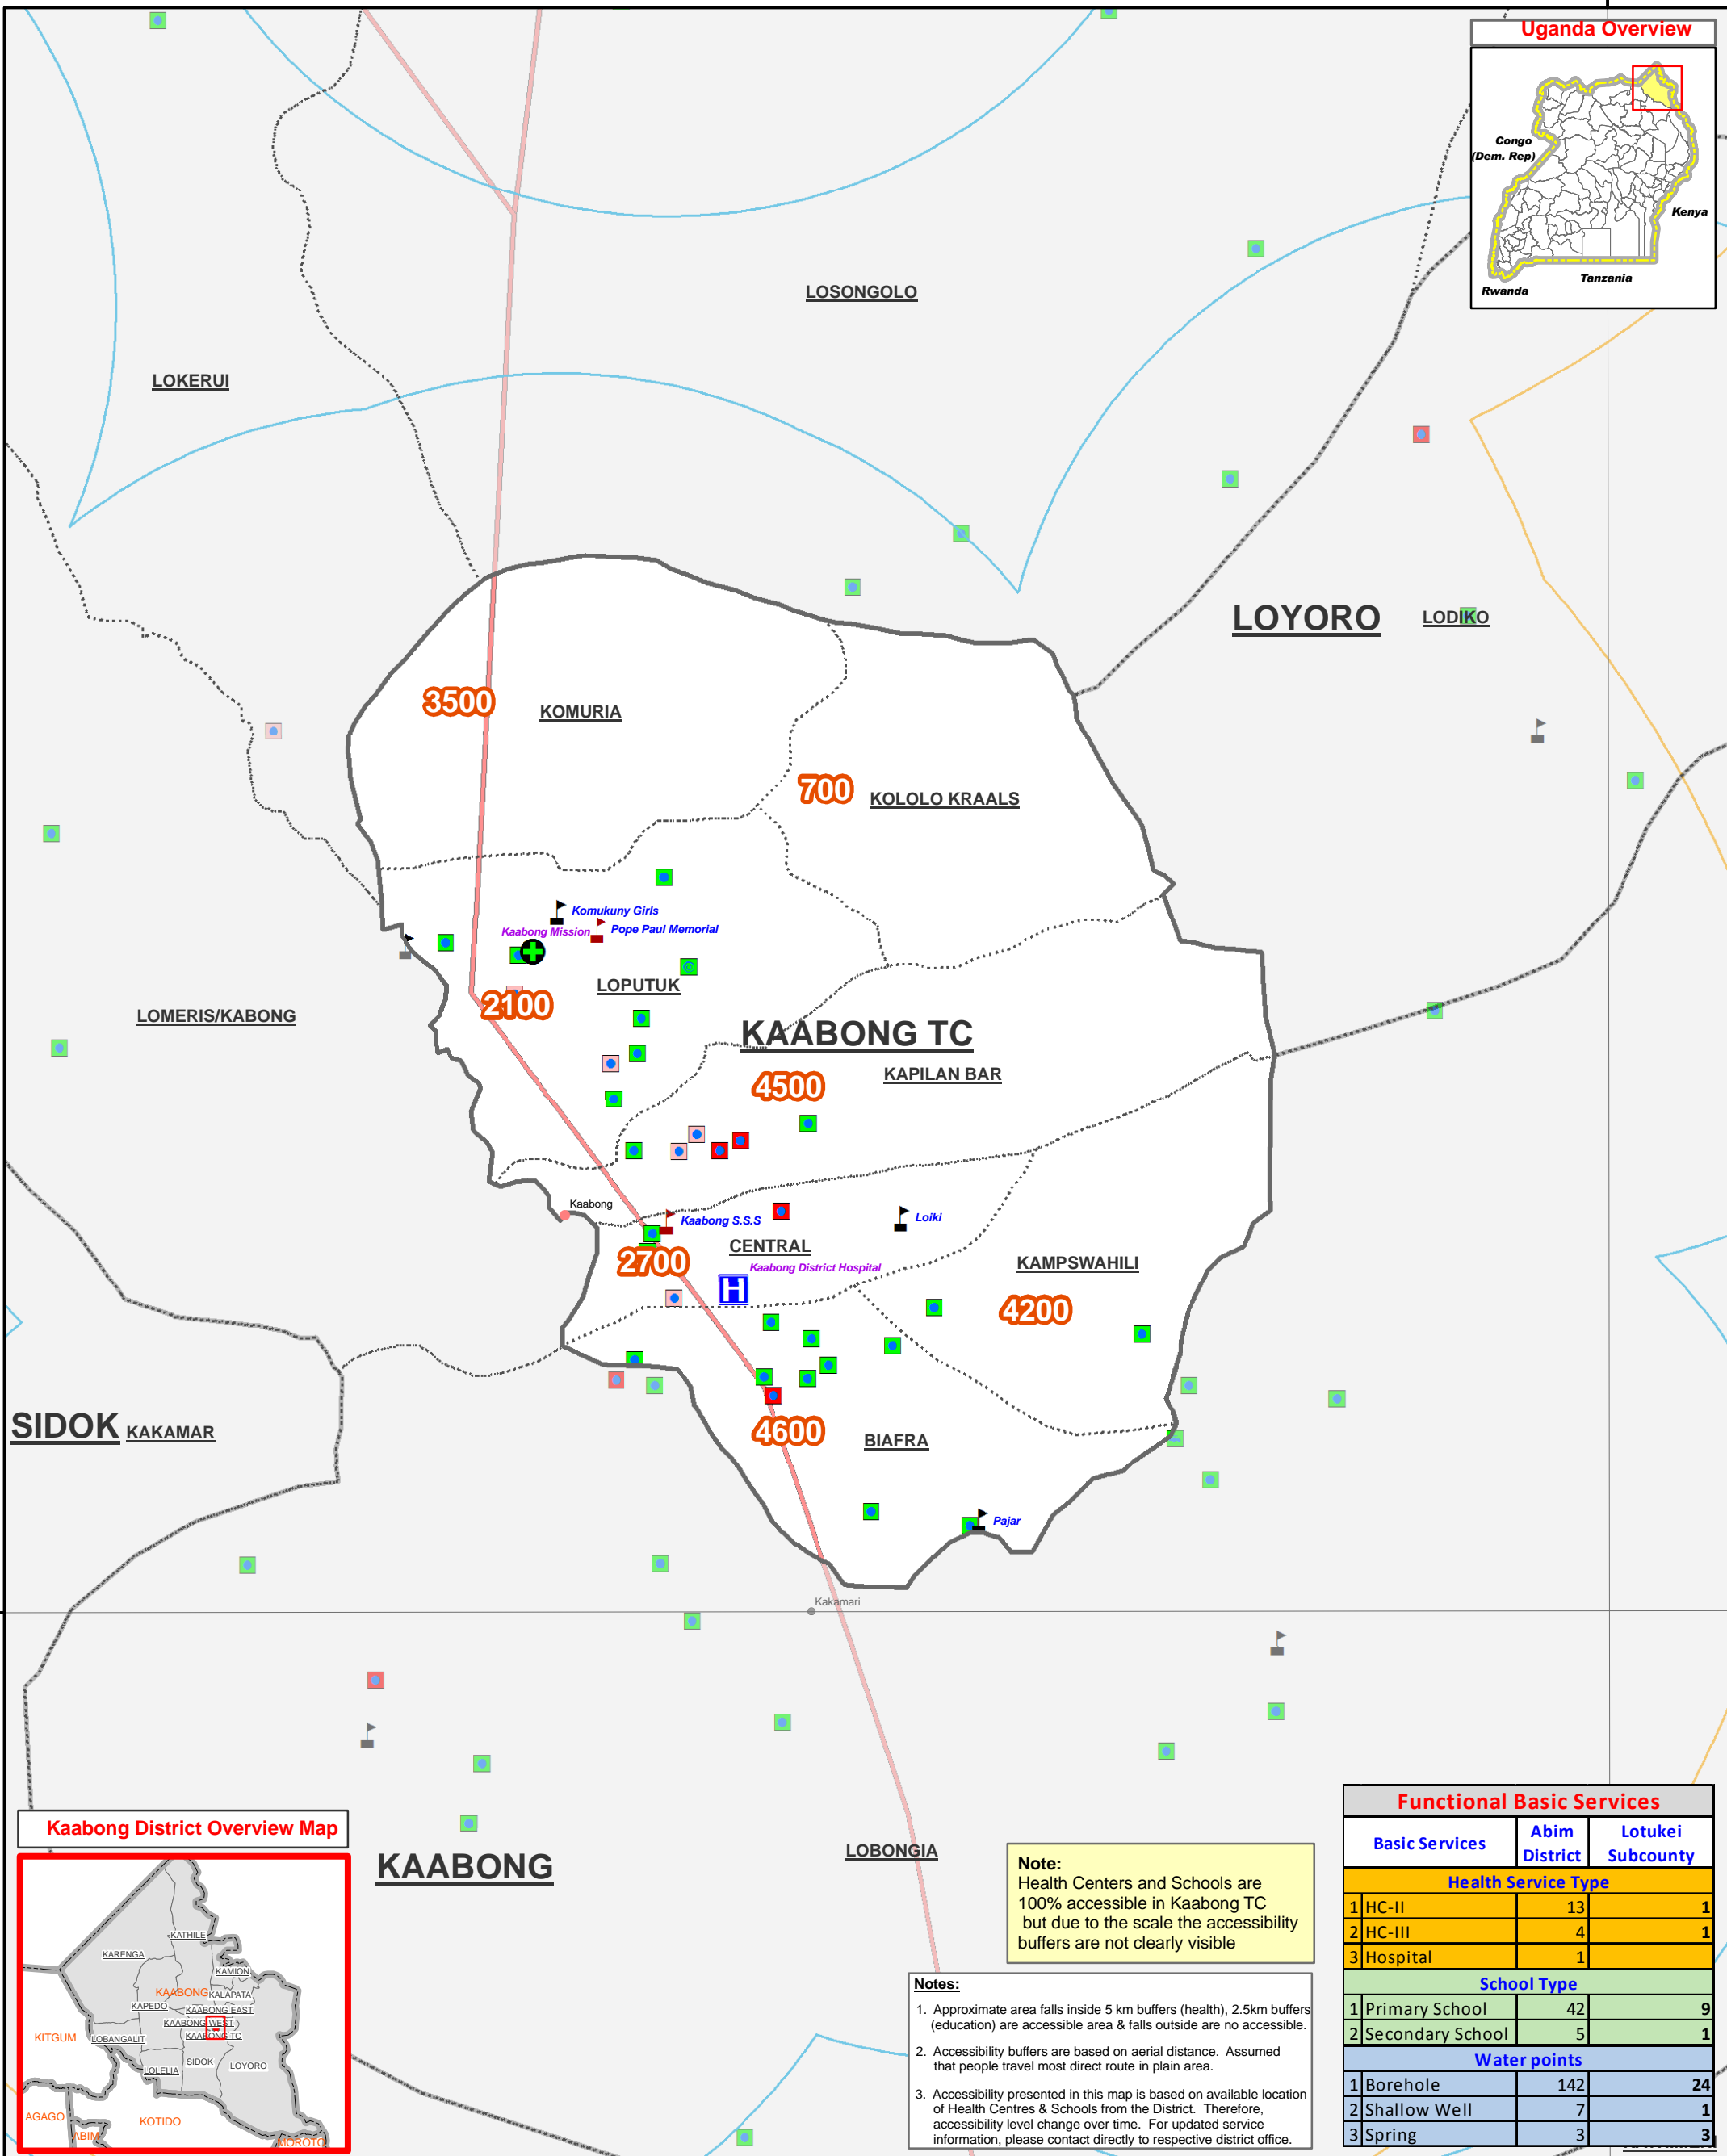 Uganda Overview
Congo
(Dem. Rep)
Kenya
Tanzania
Rwanda
LOSONGOLO
LOKERUI
LOYORO
LODIKO
3500
KOMURIA
700
KOLOLO KRAALS
Komukuny Girls
Kaabong Mission
Pope Paul Memorial
LOPUTUK
2100
LOMERIS/KABONG
KAABONG TC
KAPILAN BAR
4500
Kaabong
Kaabong S.S.S
Loiki
CENTRAL
2700
Kaabong District Hospital
H
KAMPSWAHILI
4200
SIDOK
KAKAMAR
4600
BIAFRA
Pajar
Kakamari
Kaabong District Overview Map
KAABONG
LOBONGIA
KATHILE
KARENGA
KAMION
KAABONG
KALAPATA
KAPEDO
KAABONG EAST
KAABONG WEST
KAABONG TC
KITGUM
LOBANGALIT
SIDOK
LOYORO
LOLELIA
AGAGO
KOTIDO
ABIM
MOROTO
Note:
Health Centers and Schools are
100% accessible in Kaabong TC
but due to the scale the accessibility
buffers are not clearly visible
Notes:
1. Approximate area falls inside 5 km buffers (health), 2.5km buffers
(education) are accessible area & falls outside are no accessible.
2. Accessibility buffers are based on aerial distance. Assumed
that people travel most direct route in plain area.
3. Accessibility presented in this map is based on available location
of Health Centres & Schools from the District. Therefore,
accessibility level change over time. For updated service
information, please contact directly to respective district office.
Functional Basic Services
Basic Services Abim District Lotukei Subcounty
Health Service Type
1 HC-II 13 1
2 HC-III 4 1
3 Hospital 1
School Type
1 Primary School 42 9
2 Secondary School 5 1
Water points
1 Borehole 142 24
2 Shallow Well 7 1
3 Spring 3 3